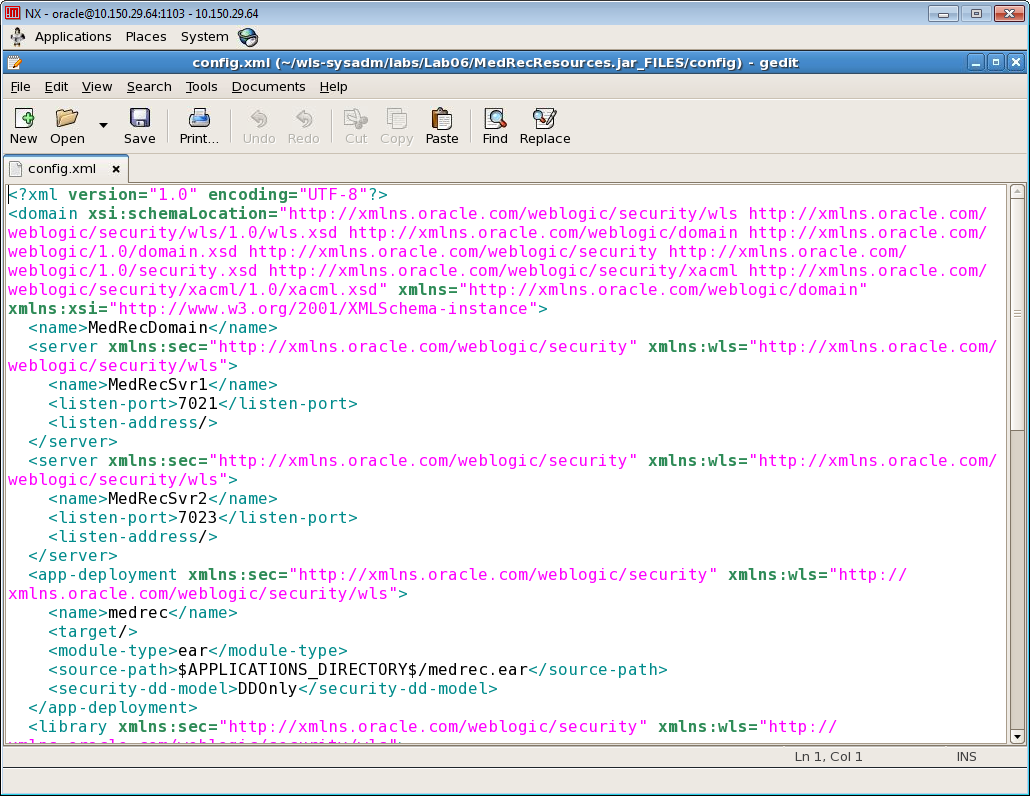 NX - oracle@10.150.29.64:1103 - 10.150.29.64
Applications Places System
config.xml (~/wls-sysadm/labs/Lab06/MedRecResources.jar_FILES/config) - gedit
File Edit View Search Tools Documents Help
New Open Save Print... Undo Redo Cut Copy Paste Find Replace
config.xml
<?xml version="1.0" encoding="UTF-8"?>
<domain xsi:schemaLocation="http://xmlns.oracle.com/weblogic/security/wls http://xmlns.oracle.com/
weblogic/security/wls/1.0/wls.xsd http://xmlns.oracle.com/weblogic/domain http://xmlns.oracle.com/
weblogic/1.0/domain.xsd http://xmlns.oracle.com/weblogic/security http://xmlns.oracle.com/
weblogic/1.0/security.xsd http://xmlns.oracle.com/weblogic/security/xacml http://xmlns.oracle.com/
weblogic/security/xacml/1.0/xacml.xsd" xmlns="http://xmlns.oracle.com/weblogic/domain"
xmlns:xsi="http://www.w3.org/2001/XMLSchema-instance">
  <name>MedRecDomain</name>
  <server xmlns:sec="http://xmlns.oracle.com/weblogic/security" xmlns:wls="http://xmlns.oracle.com/
weblogic/security/wls">
    <name>MedRecSvr1</name>
    <listen-port>7021</listen-port>
    <listen-address/>
  </server>
  <server xmlns:sec="http://xmlns.oracle.com/weblogic/security" xmlns:wls="http://xmlns.oracle.com/
weblogic/security/wls">
    <name>MedRecSvr2</name>
    <listen-port>7023</listen-port>
    <listen-address/>
  </server>
  <app-deployment xmlns:sec="http://xmlns.oracle.com/weblogic/security" xmlns:wls="http://
xmlns.oracle.com/weblogic/security/wls">
    <name>medrec</name>
    <target/>
    <module-type>ear</module-type>
    <source-path>$APPLICATIONS_DIRECTORY$/medrec.ear</source-path>
    <security-dd-model>DDOnly</security-dd-model>
  </app-deployment>
  <library xmlns:sec="http://xmlns.oracle.com/weblogic/security" xmlns:wls="http://
xmlns.oracle.com/weblogic/security/wls">
Ln 1, Col 1 INS